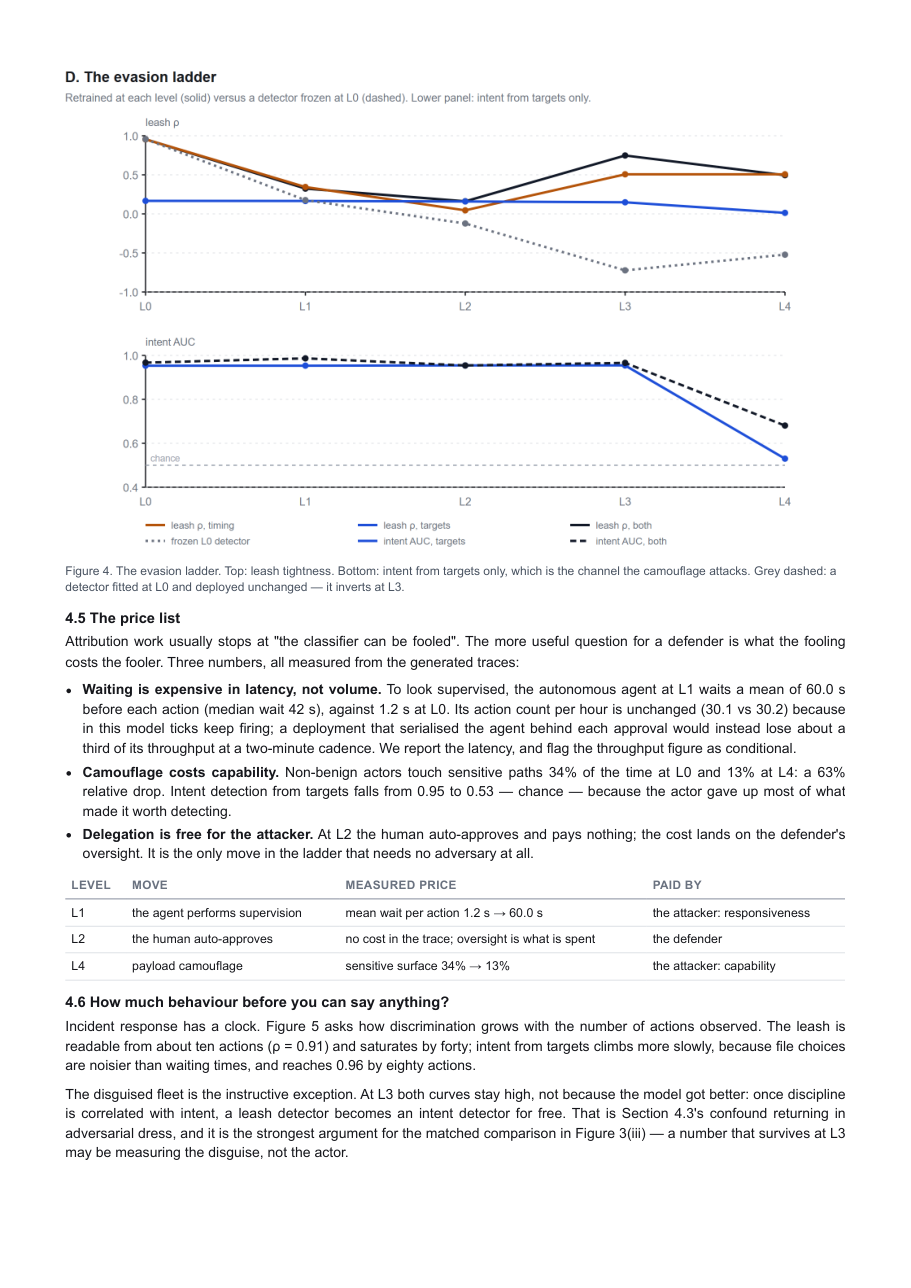 D. The evasion ladder
Retrained at each level (solid) versus a detector frozen at L0 (dashed). Lower panel: intent from targets only.
leash ρ
1.0
0.5
0.0
-0.5
-1.0
L0
L1
L2
L3
L4
intent AUC
1.0
0.8
0.6
chance
0.4
L0
L1
L2
L3
L4
leash ρ, timing
leash ρ, targets
leash ρ, both
frozen L0 detector
intent AUC, targets
intent AUC, both
Figure 4. The evasion ladder. Top: leash tightness. Bottom: intent from targets only, which is the channel the camouflage attacks. Grey dashed: a
detector fitted at L0 and deployed unchanged — it inverts at L3.
4.5 The price list
Attribution work usually stops at "the classifier can be fooled". The more useful question for a defender is what the fooling
costs the fooler. Three numbers, all measured from the generated traces:
• Waiting is expensive in latency, not volume. To look supervised, the autonomous agent at L1 waits a mean of 60.0 s
before each action (median wait 42 s), against 1.2 s at L0. Its action count per hour is unchanged (30.1 vs 30.2) because
in this model ticks keep firing; a deployment that serialised the agent behind each approval would instead lose about a
third of its throughput at a two-minute cadence. We report the latency, and flag the throughput figure as conditional.
• Camouflage costs capability. Non-benign actors touch sensitive paths 34% of the time at L0 and 13% at L4: a 63%
relative drop. Intent detection from targets falls from 0.95 to 0.53 — chance — because the actor gave up most of what
made it worth detecting.
• Delegation is free for the attacker. At L2 the human auto-approves and pays nothing; the cost lands on the defender's
oversight. It is the only move in the ladder that needs no adversary at all.
LEVEL MOVE MEASURED PRICE PAID BY
L1 the agent performs supervision mean wait per action 1.2 s → 60.0 s the attacker: responsiveness
L2 the human auto-approves no cost in the trace; oversight is what is spent the defender
L4 payload camouflage sensitive surface 34% → 13% the attacker: capability
4.6 How much behaviour before you can say anything?
Incident response has a clock. Figure 5 asks how discrimination grows with the number of actions observed. The leash is
readable from about ten actions (ρ = 0.91) and saturates by forty; intent from targets climbs more slowly, because file choices
are noisier than waiting times, and reaches 0.96 by eighty actions.
The disguised fleet is the instructive exception. At L3 both curves stay high, not because the model got better: once discipline
is correlated with intent, a leash detector becomes an intent detector for free. That is Section 4.3's confound returning in
adversarial dress, and it is the strongest argument for the matched comparison in Figure 3(iii) — a number that survives at L3
may be measuring the disguise, not the actor.